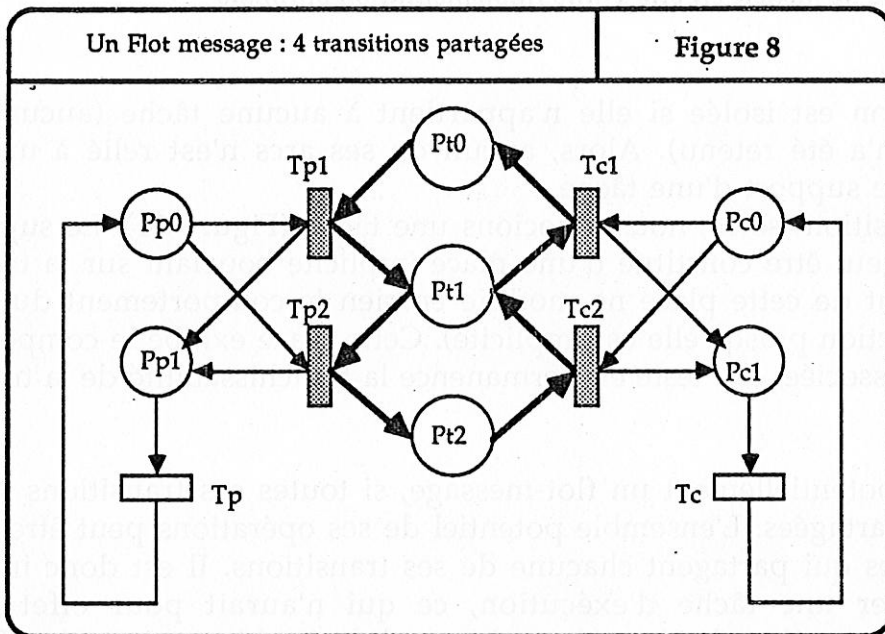 Un Flot message : 4 transitions partagées
Figure 8
Pt0
Tp1
Tc1
Pp0
Pc0
Pt1
Tp2
Tc2
Pp1
Pc1
Pt2
Tp
Tc